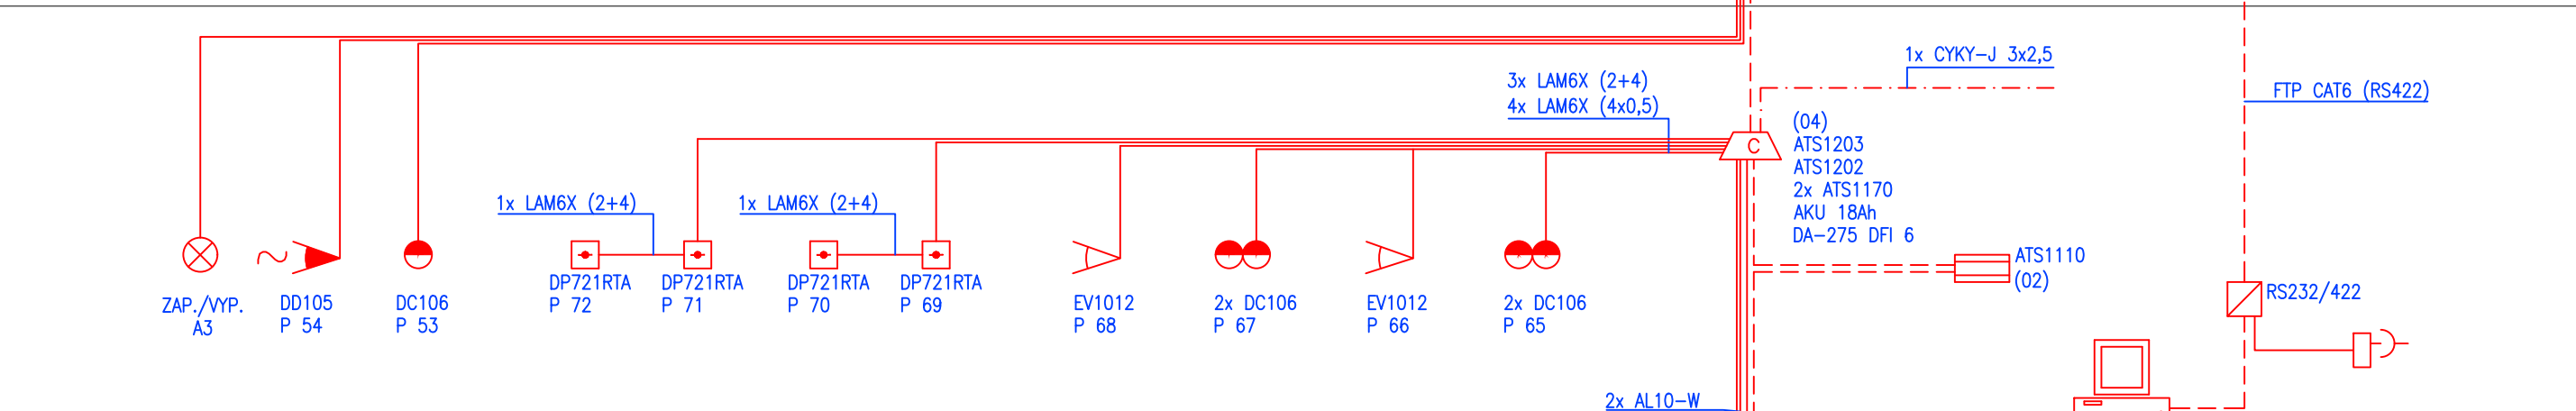 1x CYKY-J 3x2,5
3x LAM6X (2+4)
4x LAM6X (4x0,5)
FTP CAT6 (RS422)
C
(04)
ATS1203
ATS1202
2x ATS1170
AKU 18Ah
DA-275 DFI 6
1x LAM6X (2+4)
1x LAM6X (2+4)
ATS1110
(02)
RS232/422
ZAP./VYP.
A3
DD105
P 54
DC106
P 53
DP721RTA
P 72
DP721RTA
P 71
DP721RTA
P 70
DP721RTA
P 69
EV1012
P 68
2x DC106
P 67
EV1012
P 66
2x DC106
P 65
2x AL10-W